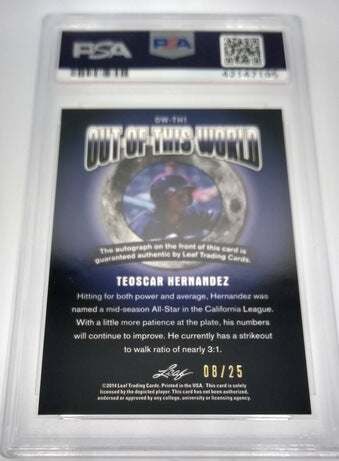 PSA
PSA
42147195
OW-TH1
OUT OF THIS WORLD
The autograph on the front of this card is
guaranteed authentic by Leaf Trading Cards.
TEOSCAR HERNANDEZ
Hitting for both power and average, Hernandez was
named a mid-season All-Star in the California League.
With a little more patience at the plate, his numbers
will continue to improve. He currently has a strikeout
to walk ratio of nearly 3:1.
Leaf
08/25
©2014 Leaf Trading Cards. Printed in the USA. This card is solely
licensed by the depicted player. This card has not been authorized,
endorsed or approved by any college, university or licensing agency.